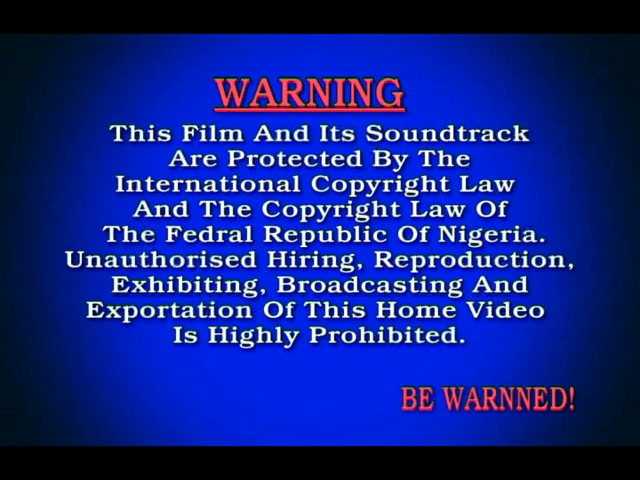 WARNING
This Film And Its Soundtrack
Are Protected By The
International Copyright Law
And The Copyright Law Of
The Fedral Republic Of Nigeria.
Unauthorised Hiring, Reproduction,
Exhibiting, Broadcasting And
Exportation Of This Home Video
Is Highly Prohibited.
BE WARNNED!